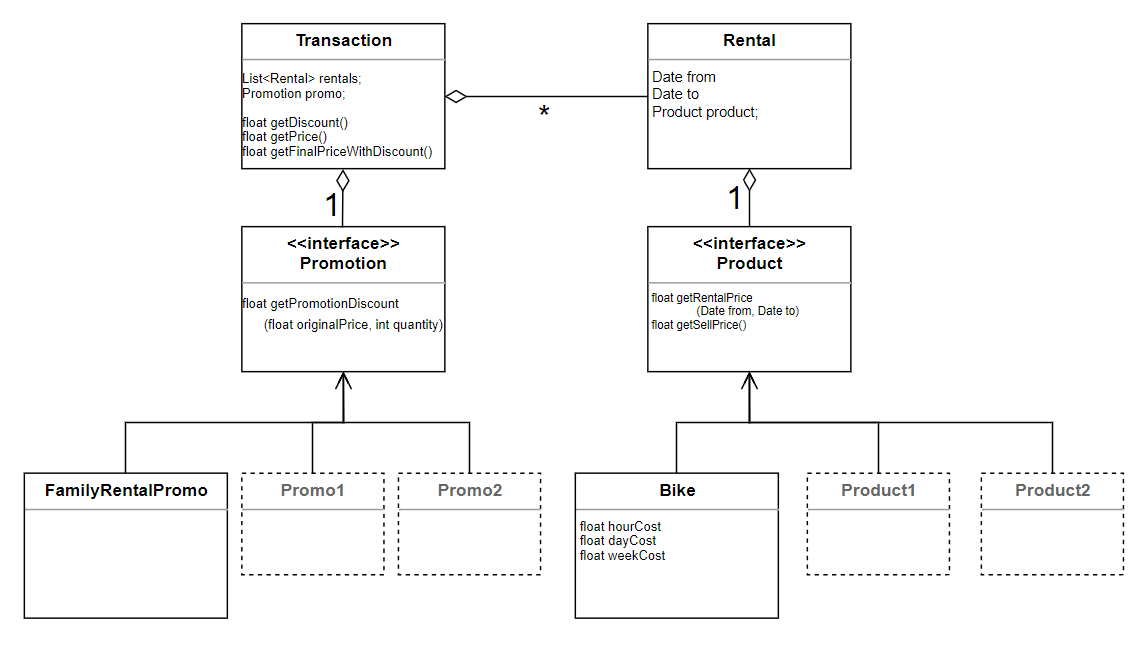 Transaction
List<Rental> rentals;
Promotion promo;
float getDiscount()
float getPrice()
float getFinalPriceWithDiscount()
*
Rental
Date from
Date to
Product product;
1
1
<<interface>>
Promotion
float getPromotionDiscount
(float originalPrice, int quantity)
<<interface>>
Product
float getRentalPrice
(Date from, Date to)
float getSellPrice()
FamilyRentalPromo
Promo1
Promo2
Bike
float hourCost
float dayCost
float weekCost
Product1
Product2